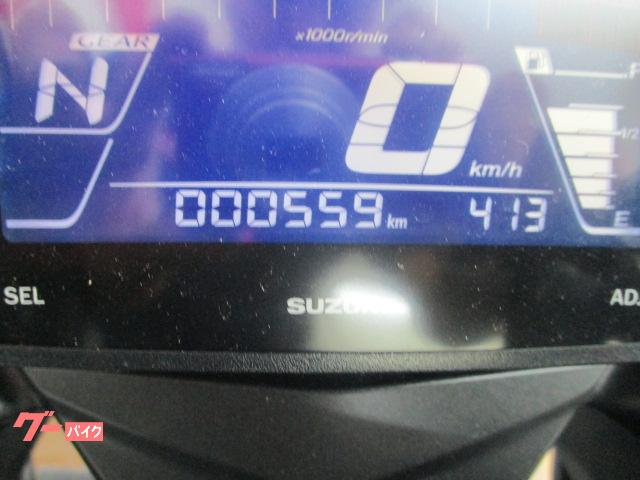 ×1000r/min
GEAR
N
0
km/h
F
1/2
E
000559 km
413
SEL
SUZUKI
ADJ
グー
バイク